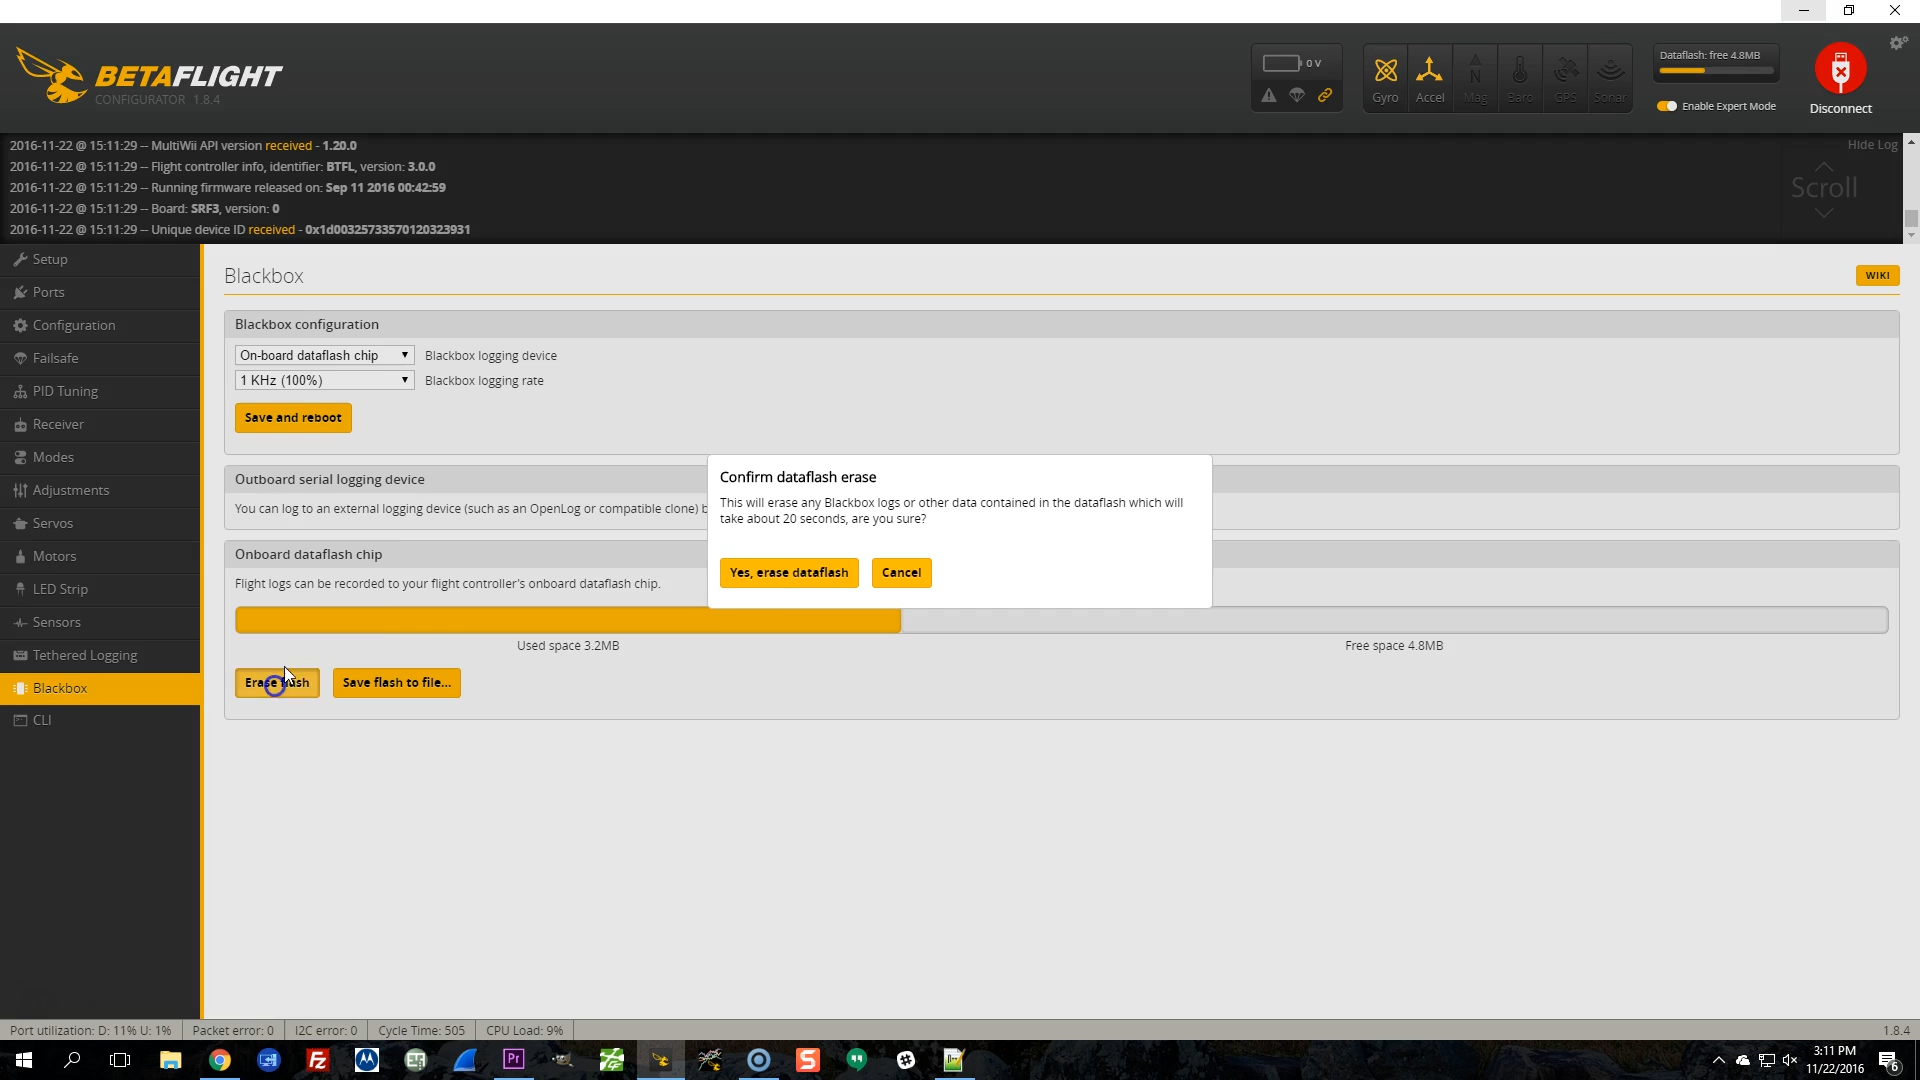 BETAFLIGHT
CONFIGURATOR 1.8.4
0 V
Gyro
Accel
Mag
Baro
GPS
Sonar
Dataflash: free 4.8MB
Enable Expert Mode
Disconnect
2016-11-22 @ 15:11:29 -- MultiWii API version received - 1.20.0
2016-11-22 @ 15:11:29 -- Flight controller info, identifier: BTFL, version: 3.0.0
2016-11-22 @ 15:11:29 -- Running firmware released on: Sep 11 2016 00:42:59
2016-11-22 @ 15:11:29 -- Board: SRF3, version: 0
2016-11-22 @ 15:11:29 -- Unique device ID received - 0x1d00325733570120323931
Hide Log
Scroll
Setup
Ports
Configuration
Failsafe
PID Tuning
Receiver
Modes
Adjustments
Servos
Motors
LED Strip
Sensors
Tethered Logging
Blackbox
CLI
Blackbox
WIKI
Blackbox configuration
On-board dataflash chip
Blackbox logging device
1 KHz (100%)
Blackbox logging rate
Save and reboot
Outboard serial logging device
You can log to an external logging device (such as an OpenLog or compatible clone) b
Confirm dataflash erase
This will erase any Blackbox logs or other data contained in the dataflash which will
take about 20 seconds, are you sure?
Yes, erase dataflash
Cancel
Onboard dataflash chip
Flight logs can be recorded to your flight controller's onboard dataflash chip.
Used space 3.2MB
Free space 4.8MB
Erase flash
Save flash to file...
Port utilization: D: 11% U: 1%
Packet error: 0
I2C error: 0
Cycle Time: 505
CPU Load: 9%
1.8.4
3:11 PM
11/22/2016
6